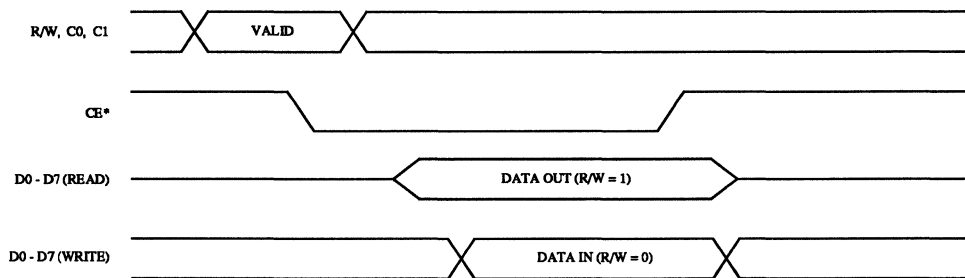 R/W, C0, C1
VALID
CE*
D0 - D7 (READ)
DATA OUT (R/W = 1)
D0 - D7 (WRITE)
DATA IN (R/W = 0)